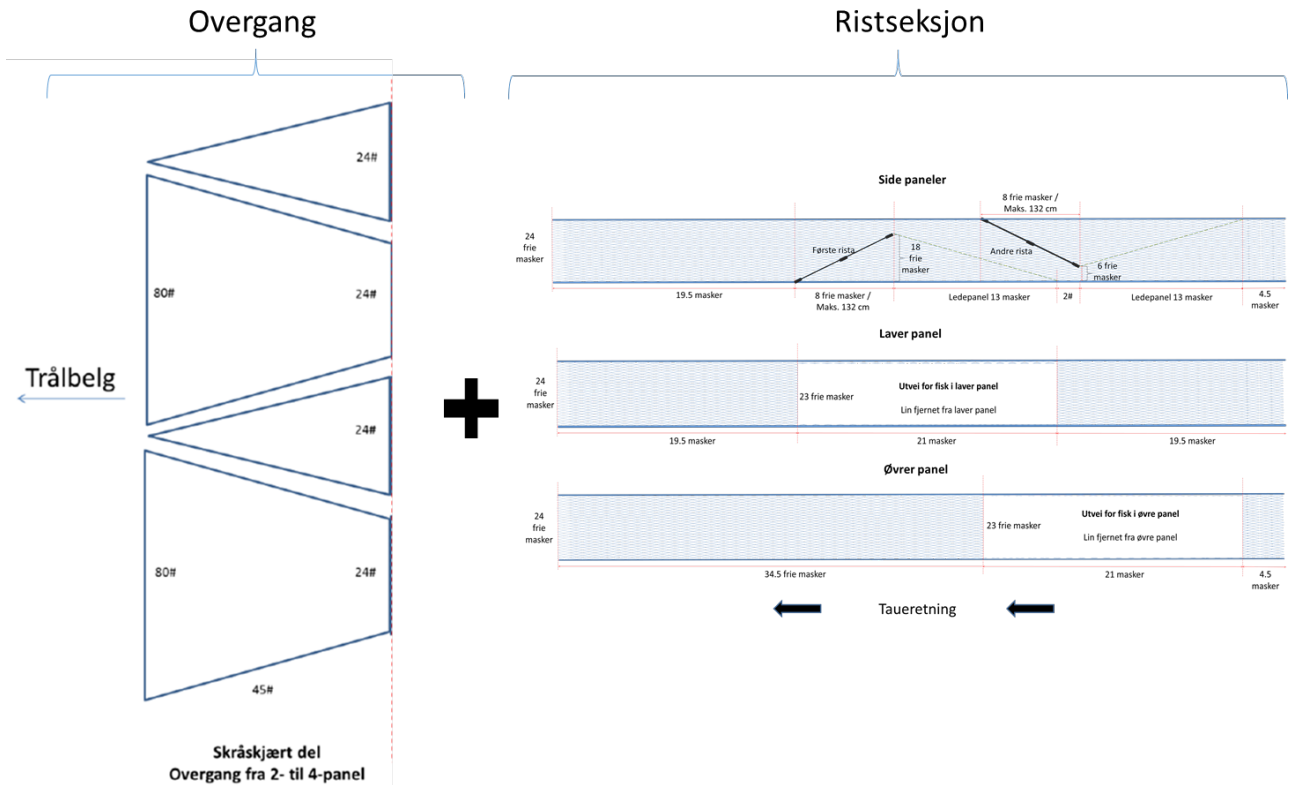 Overgang
Ristseksjon
24#
80#
24#
Trålbelg
24#
80#
24#
45#
Skråskjært del
Overgang fra 2- til 4-panel
Side paneler
8 frie masker /
Maks. 132 cm
24
frie
masker
Første rista
18
frie
masker
Andre rista
6 frie
masker
19.5 masker
8 frie masker /
Maks. 132 cm
Ledepanel 13 masker
2#
Ledepanel 13 masker
4.5
masker
Laver panel
24
frie
masker
23 frie masker
Utvei for fisk i laver panel
Lin fjernet fra laver panel
19.5 masker
21 masker
19.5 masker
Øvrer panel
24
frie
masker
23 frie masker
Utvei for fisk i øvre panel
Lin fjernet fra øvre panel
34.5 frie masker
21 masker
4.5
masker
Taueretning